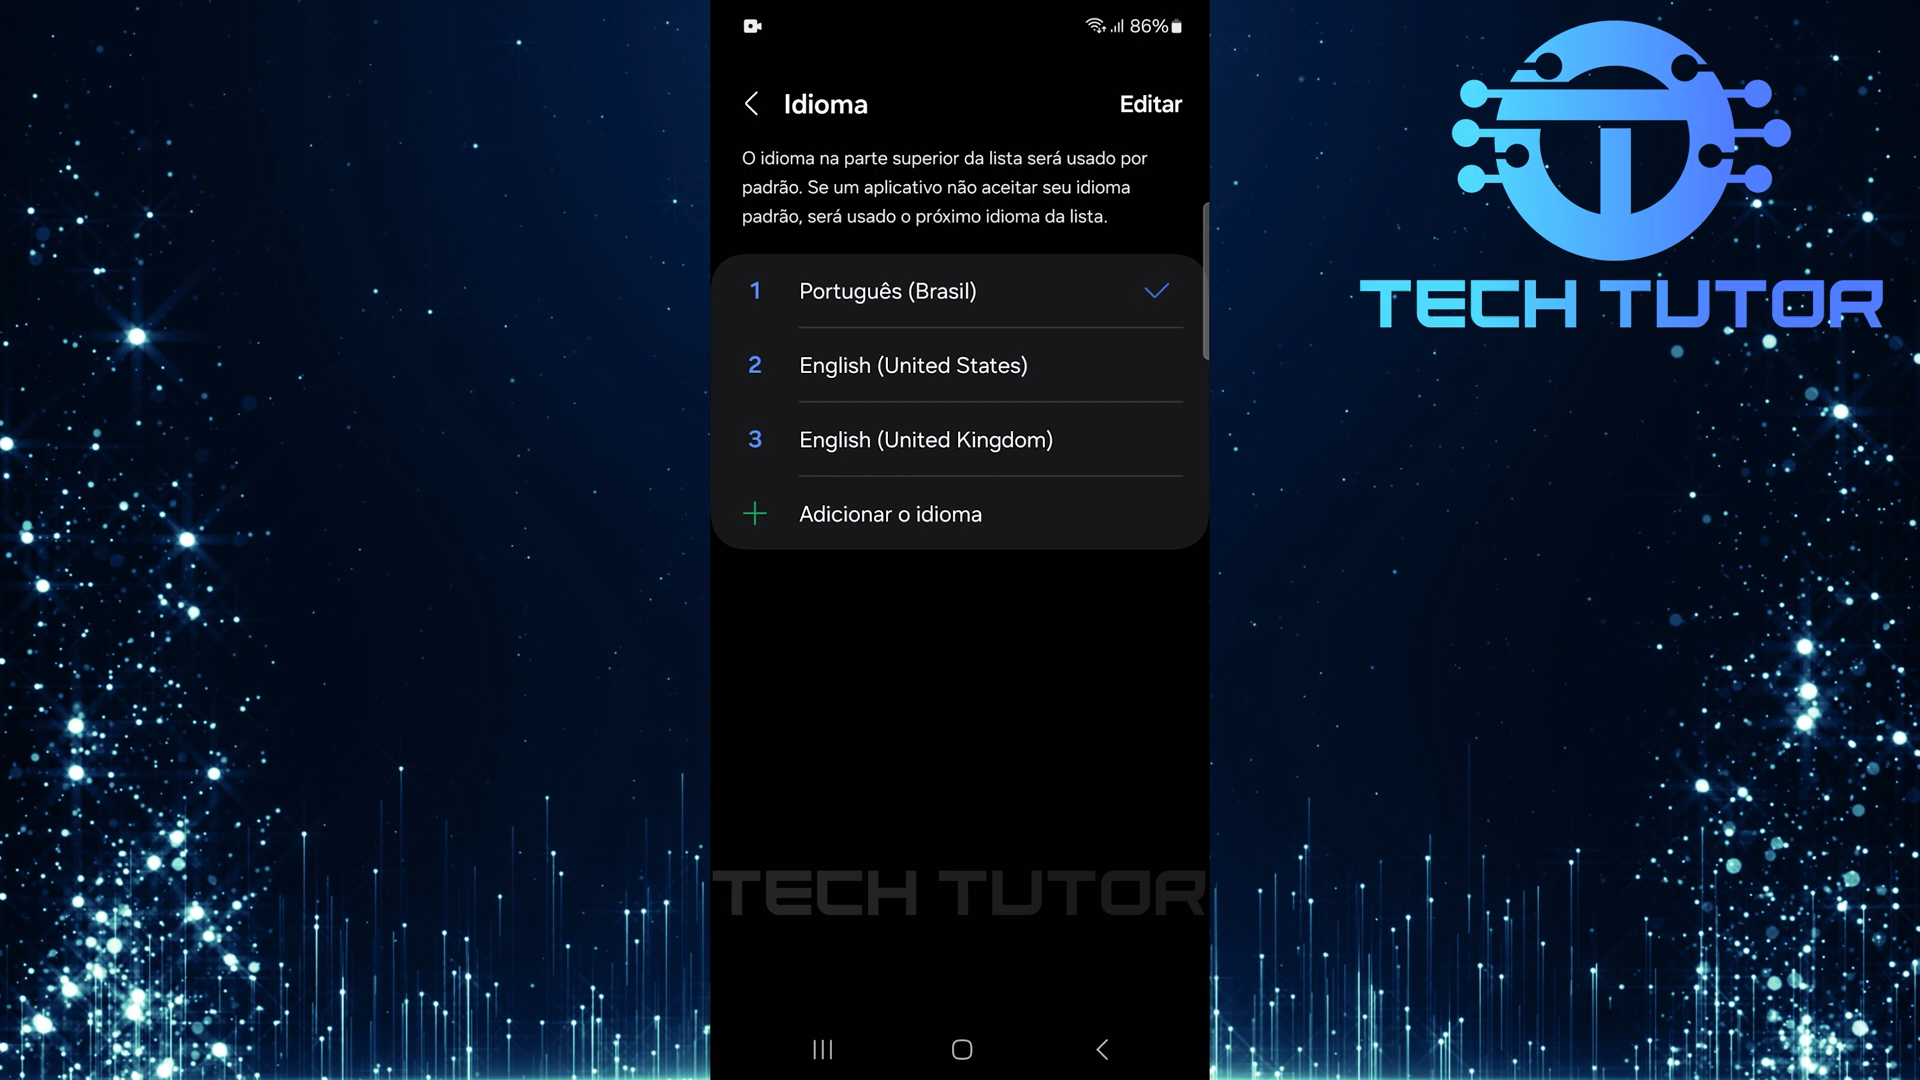 86%
Idioma
Editar
O idioma na parte superior da lista será usado por
padrão. Se um aplicativo não aceitar seu idioma
padrão, será usado o próximo idioma da lista.
1 Português (Brasil)
2 English (United States)
3 English (United Kingdom)
Adicionar o idioma
TECH TUTOR
TECH TUTOR